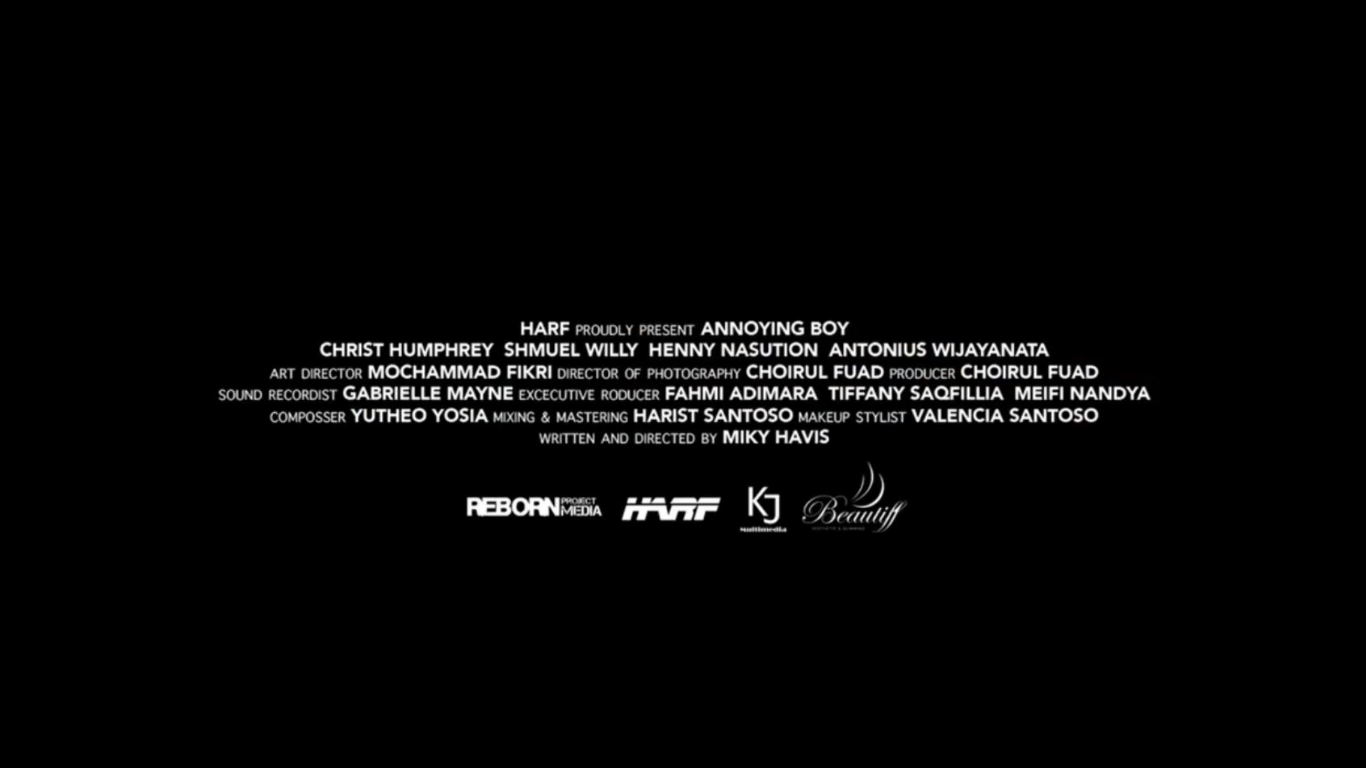 HARF PROUDLY PRESENT ANNOYING BOY
CHRIST HUMPHREY SHMUEL WILLY HENNY NASUTION ANTONIUS WIJAYANATA
ART DIRECTOR MOCHAMMAD FIKRI DIRECTOR OF PHOTOGRAPHY CHOIRUL FUAD PRODUCER CHOIRUL FUAD
SOUND RECORDIST GABRIELLE MAYNE EXCECUTIVE RODUCER FAHMI ADIMARA TIFFANY SAQFILLIA MEIFI NANDYA
COMPOSSER YUTHEO YOSIA MIXING & MASTERING HARIST SANTOSO MAKEUP STYLIST VALENCIA SANTOSO
WRITTEN AND DIRECTED BY MIKY HAVIS
REBORN PROJECT MEDIA
HARF
KJ
Multimedia
Beautiff